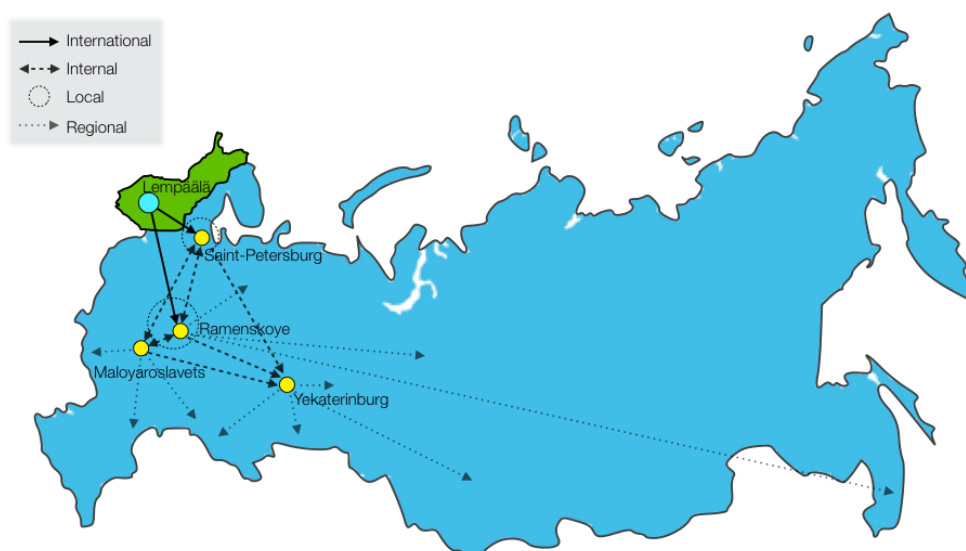 International
Internal
Local
Regional
Lempäälä
Saint-Petersburg
Ramenskoye
Maloyaroslavets
Yekaterinburg